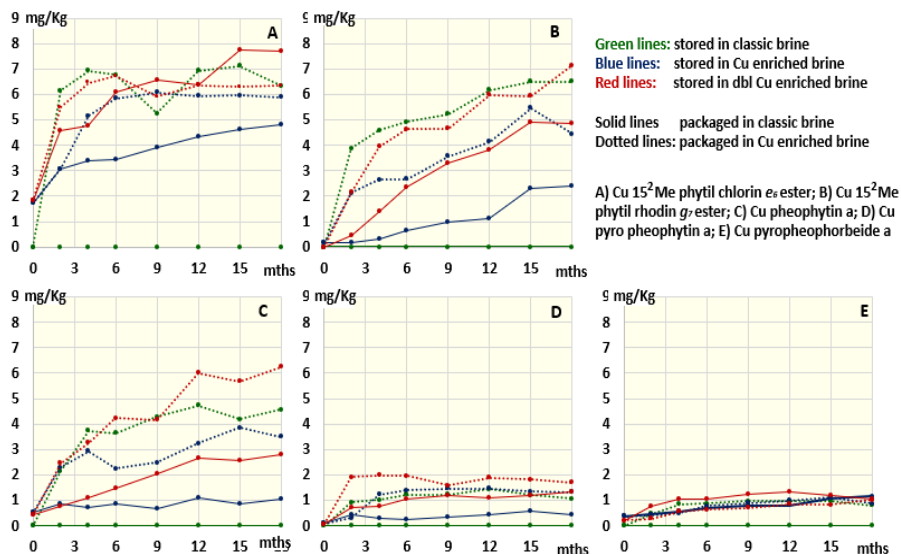 mg/Kg
A
9
8
7
6
5
4
3
2
1
0
0 3 6 9 12 15 mths
mg/Kg
B
9
8
7
6
5
4
3
2
1
0
0 3 6 9 12 15 mths
Green lines: stored in classic brine
Blue lines: stored in Cu enriched brine
Red lines: stored in dbl Cu enriched brine
Solid lines packaged in classic brine
Dotted lines: packaged in Cu enriched brine
A) Cu 15²Me phytil chlorin e₆ ester; B) Cu 15²Me
phytil rhodin g₇ ester; C) Cu pheophytin a; D) Cu
pyro pheophytin a; E) Cu pyropheophorbeide a
mg/Kg
C
9
8
7
6
5
4
3
2
1
0
0 3 6 9 12 15 mths
mg/Kg
D
9
8
7
6
5
4
3
2
1
0
0 3 6 9 12 15 mths
mg/Kg
E
9
8
7
6
5
4
3
2
1
0
0 3 6 9 12 15 mths